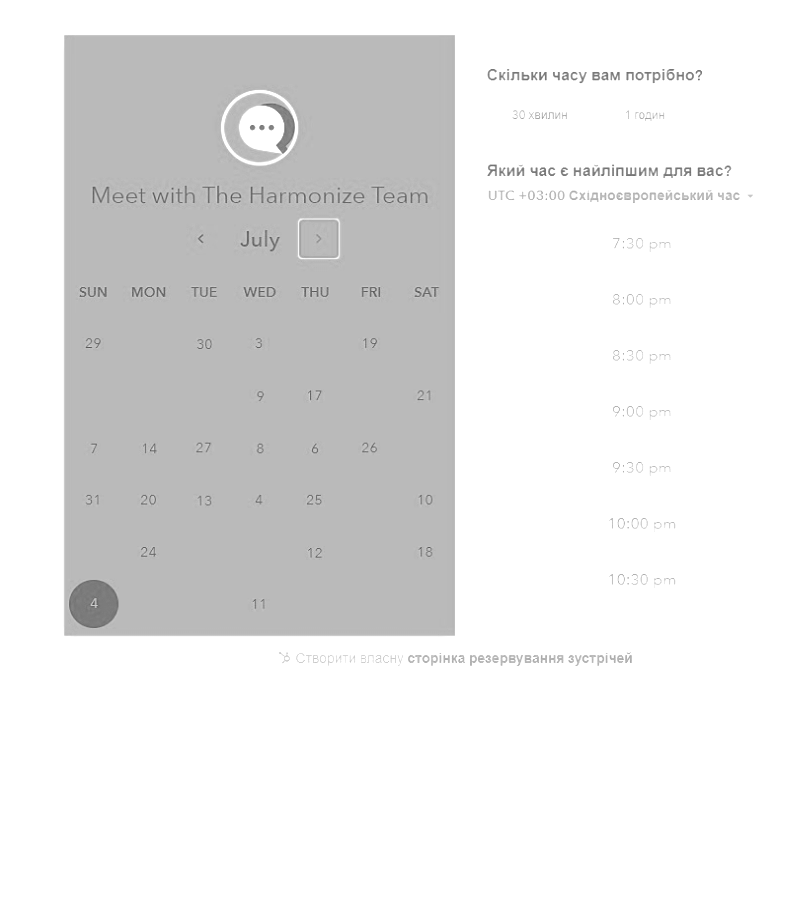 Meet with The Harmonize Team
July
SUN MON TUE WED THU FRI SAT
29 30 3 19
9 17 21
7 14 27 8 6 26
31 20 13 4 25 10
24 12 18
4 11
Скільки часу вам потрібно?
30 хвилин 1 годин
Який час є найліпшим для вас?
UTC +03:00 Східноєвропейський час
7:30 pm
8:00 pm
8:30 pm
9:00 pm
9:30 pm
10:00 pm
10:30 pm
Створити власну сторінка резервування зустрічей